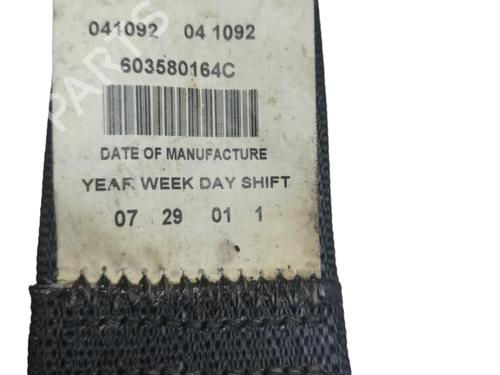 041092 04 1092
603580164C
DATE OF MANUFACTURE
YEAR WEEK DAY SHIFT
07 29 01 1